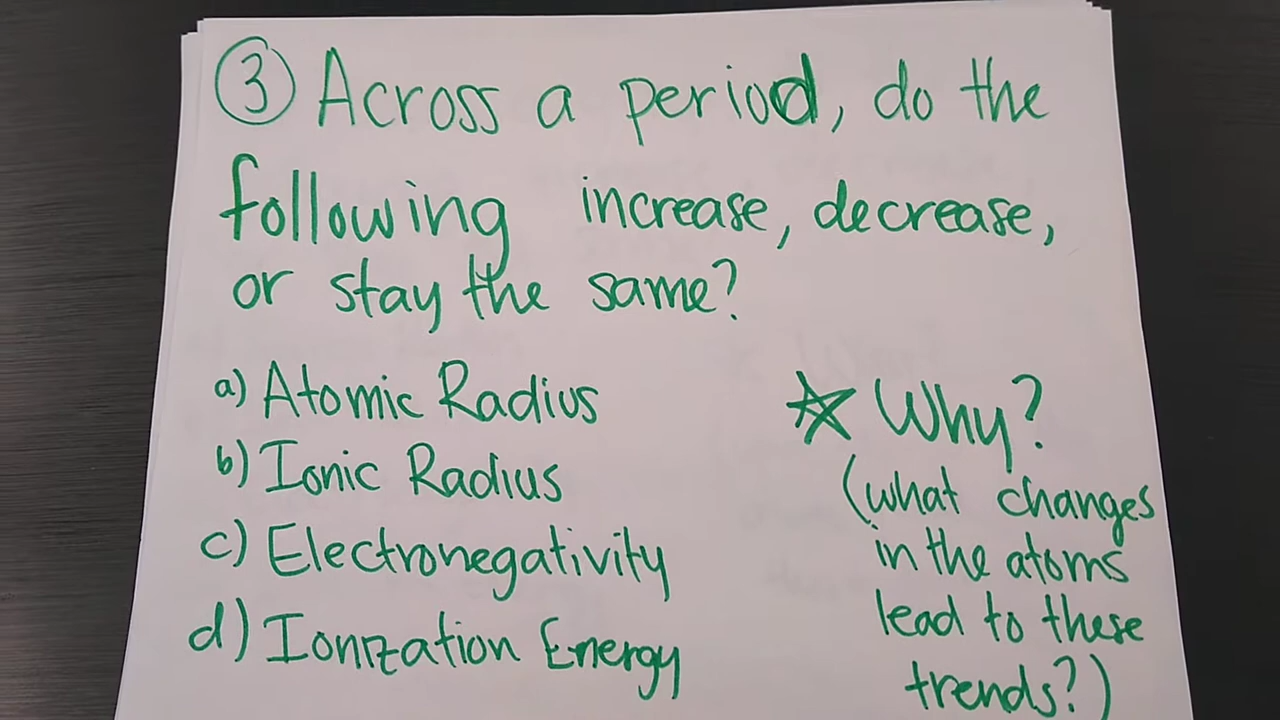 ③ Across a period, do the
following increase, decrease,
or stay the same?
a) Atomic Radius
b) Ionic Radius
c) Electronegativity
d) Ionization Energy
☆ Why?
(what changes
in the atoms
lead to these
trends?)